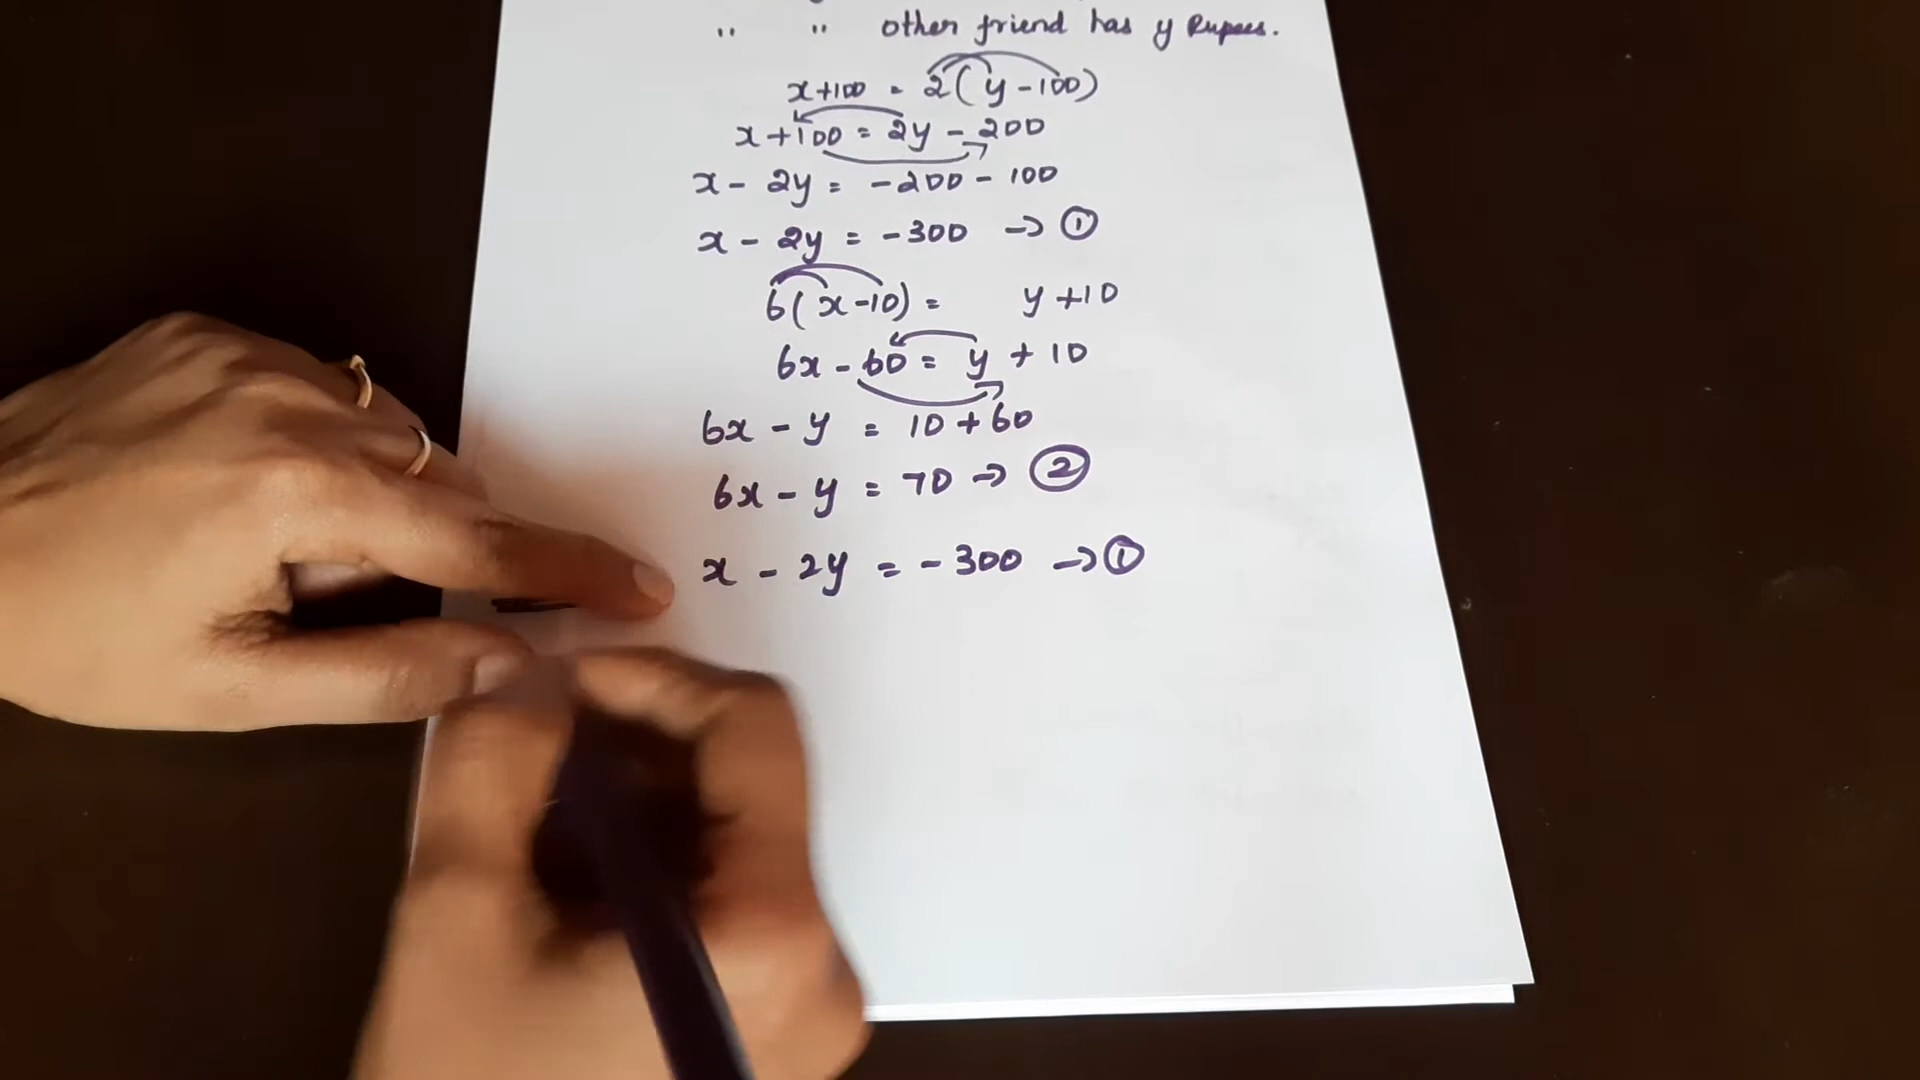 " " other friend has y Rupees.
x+100 = 2(y-100)
x+100 = 2y - 200
x - 2y = -200 - 100
x - 2y = -300 → ①
6(x-10) = y+10
6x - 60 = y + 10
6x - y = 10+60
6x - y = 70 → ②
x - 2y = -300 → ①